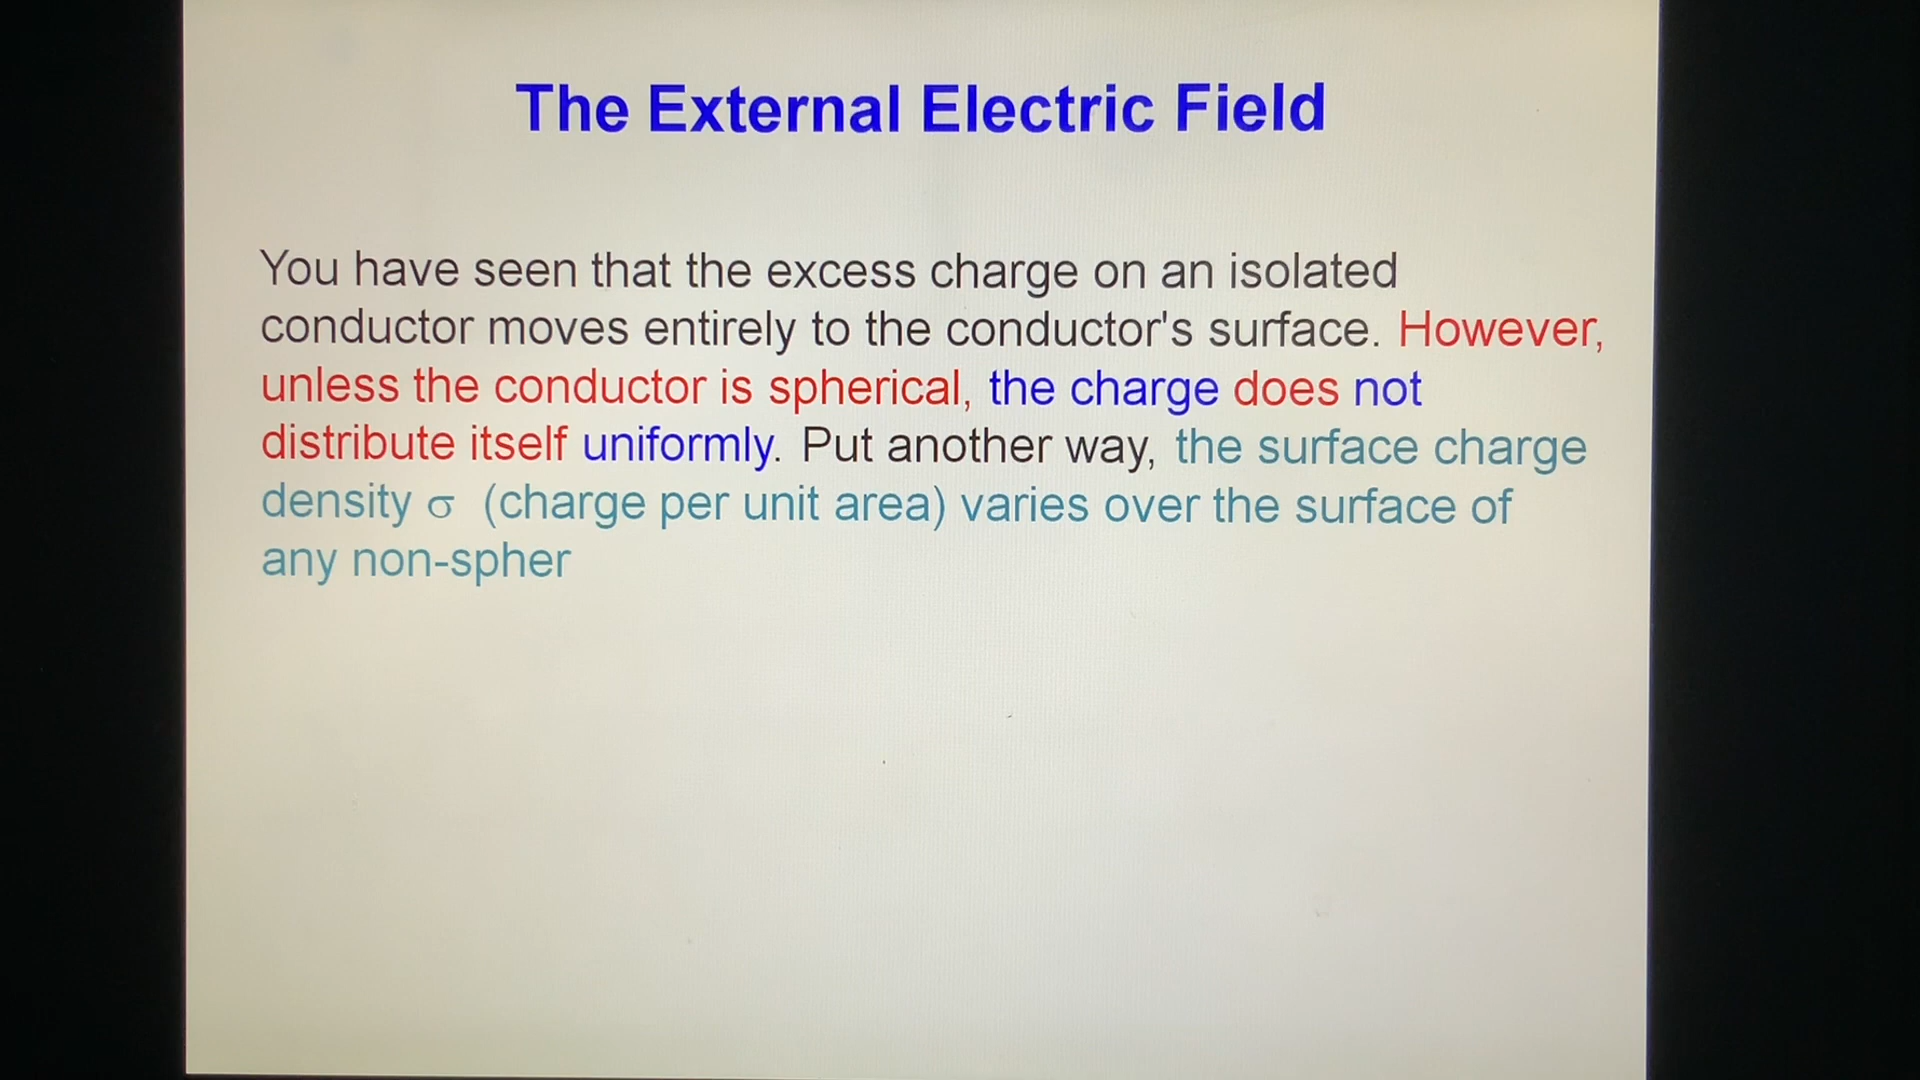 The External Electric Field
You have seen that the excess charge on an isolated
conductor moves entirely to the conductor's surface. However,
unless the conductor is spherical, the charge does not
distribute itself uniformly. Put another way, the surface charge
density σ (charge per unit area) varies over the surface of
any non-spher